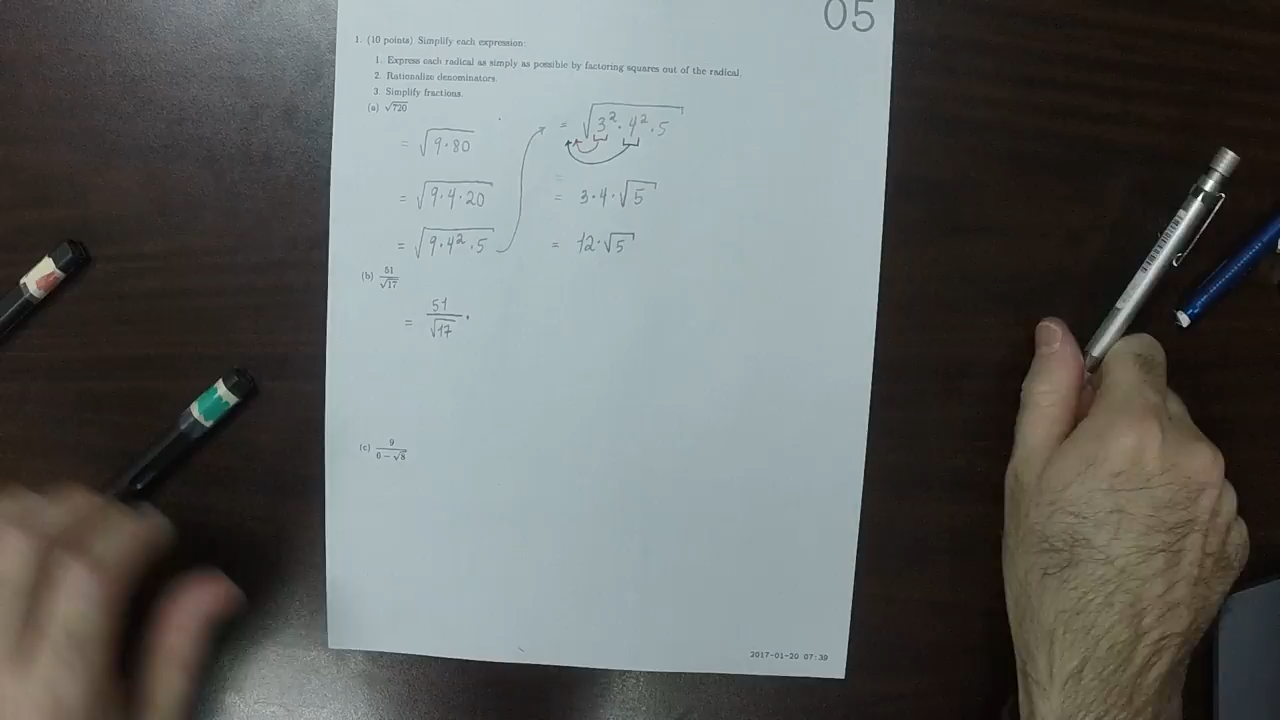 05
1. (10 points) Simplify each expression:
1. Express each radical as simply as possible by factoring squares out of the radical.
2. Rationalize denominators.
3. Simplify fractions.
(a) √720
= √9·80
= √9·4·20
= √9·4²·5
= √3²·4²·5
=
= 3·4·√5
= 12·√5
(b) 51/√17
= 51/√17 ·
(c) 9/6−√8
2017-01-20 07:39